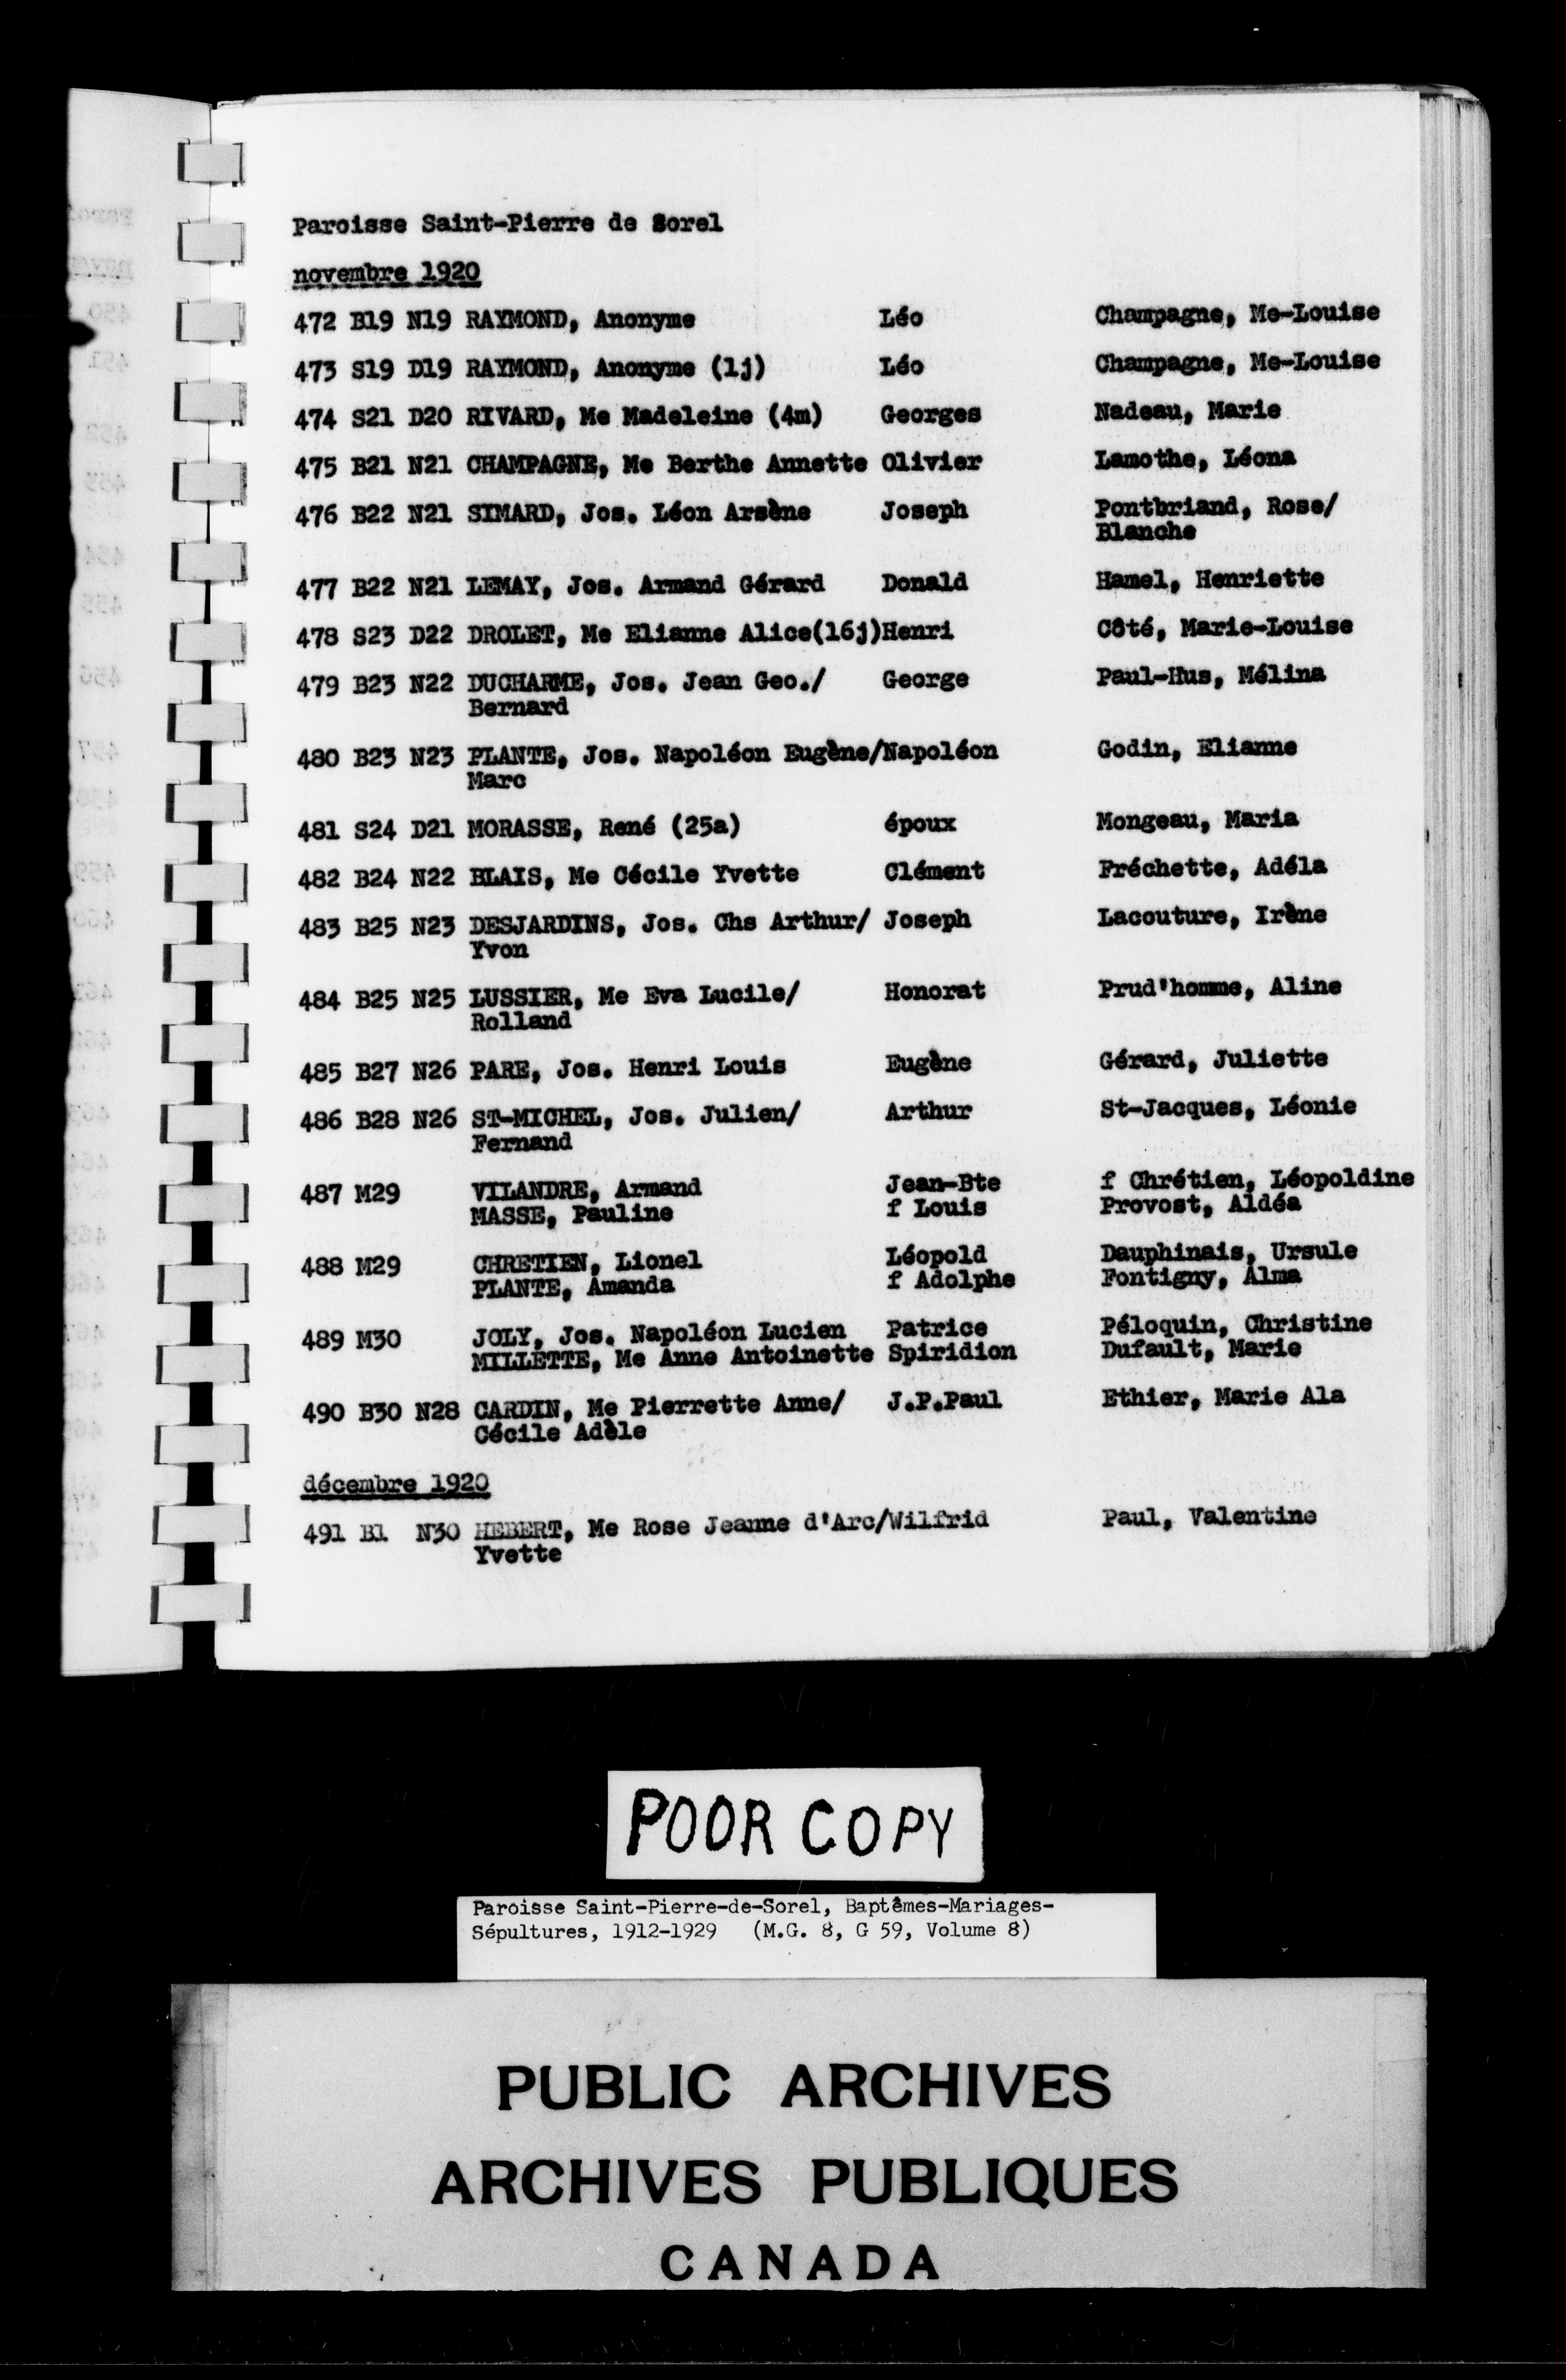 Paroisse Saint-Pierre de Sorel
novembre 1920
472 B19 N19 RAYMOND, Anonyme Léo Champagne, Me-Louise
473 S19 D19 RAYMOND, Anonyme (1j) Léo Champagne, Me-Louise
474 S21 D20 RIVARD, Me Madeleine (4m) Georges Nadeau, Marie
475 B21 N21 CHAMPAGNE, Me Berthe Annette Olivier Lamothe, Léona
476 B22 N21 SIMARD, Jos. Léon Arsène Joseph Pontbriand, Rose/
Blanche
477 B22 N21 LEMAY, Jos. Armand Gérard Donald Hamel, Henriette
478 S23 D22 DROLET, Me Elianne Alice(16j)Henri Côté, Marie-Louise
479 B23 N22 DUCHARME, Jos. Jean Geo./ George Paul-Hus, Mélina
Bernard
480 B23 N23 PLANTE, Jos. Napoléon Eugène/Napoléon Godin, Elianne
Marc
481 S24 D21 MORASSE, René (25a) époux Mongeau, Maria
482 B24 N22 BLAIS, Me Cécile Yvette Clément Fréchette, Adéla
483 B25 N23 DESJARDINS, Jos. Chs Arthur/ Joseph Lacouture, Irène
Yvon
484 B25 N25 LUSSIER, Me Eva Lucile/ Honorat Prud'homme, Aline
Rolland
485 B27 N26 PARE, Jos. Henri Louis Eugène Gérard, Juliette
486 B28 N26 ST-MICHEL, Jos. Julien/ Arthur St-Jacques, Léonie
Fernand
487 M29 VILANDRE, Armand Jean-Bte f Chrétien, Léopoldine
MASSE, Pauline f Louis Provost, Aldéa
488 M29 CHRETIEN, Lionel Léopold Dauphinais, Ursule
PLANTE, Amanda f Adolphe Fontigny, Alma
489 M30 JOLY, Jos. Napoléon Lucien Patrice Péloquin, Christine
MILLETTE, Me Anne Antoinette Spiridion Dufault, Marie
490 B30 N28 CARDIN, Me Pierrette Anne/ J.P.Paul Ethier, Marie Ala
Cécile Adèle
décembre 1920
491 B1 N30 HEBERT, Me Rose Jeanne d'Arc/Wilfrid Paul, Valentine
Yvette
POOR COPY
Paroisse Saint-Pierre-de-Sorel, Baptêmes-Mariages-
Sépultures, 1912-1929 (M.G. 8, G 59, Volume 8)
PUBLIC ARCHIVES
ARCHIVES PUBLIQUES
CANADA